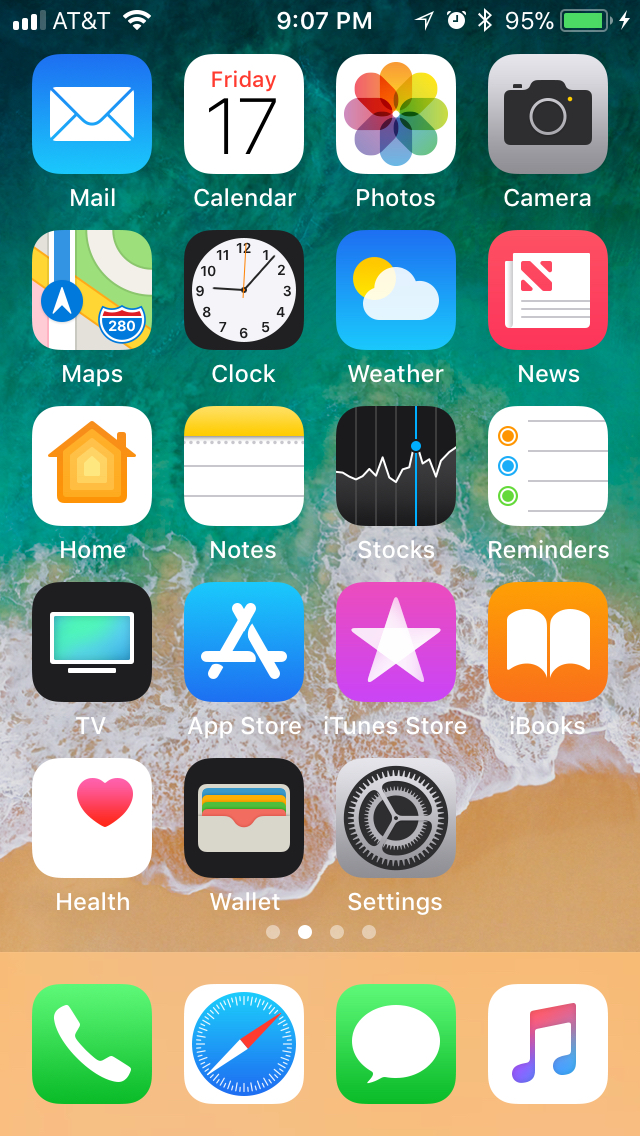 AT&T 9:07 PM 95%
Friday
17
Mail Calendar Photos Camera
12
11 1
10 2
9 3
8 4
7 5
6
280
Maps Clock Weather News
Home Notes Stocks Reminders
TV App Store iTunes Store iBooks
Health Wallet Settings